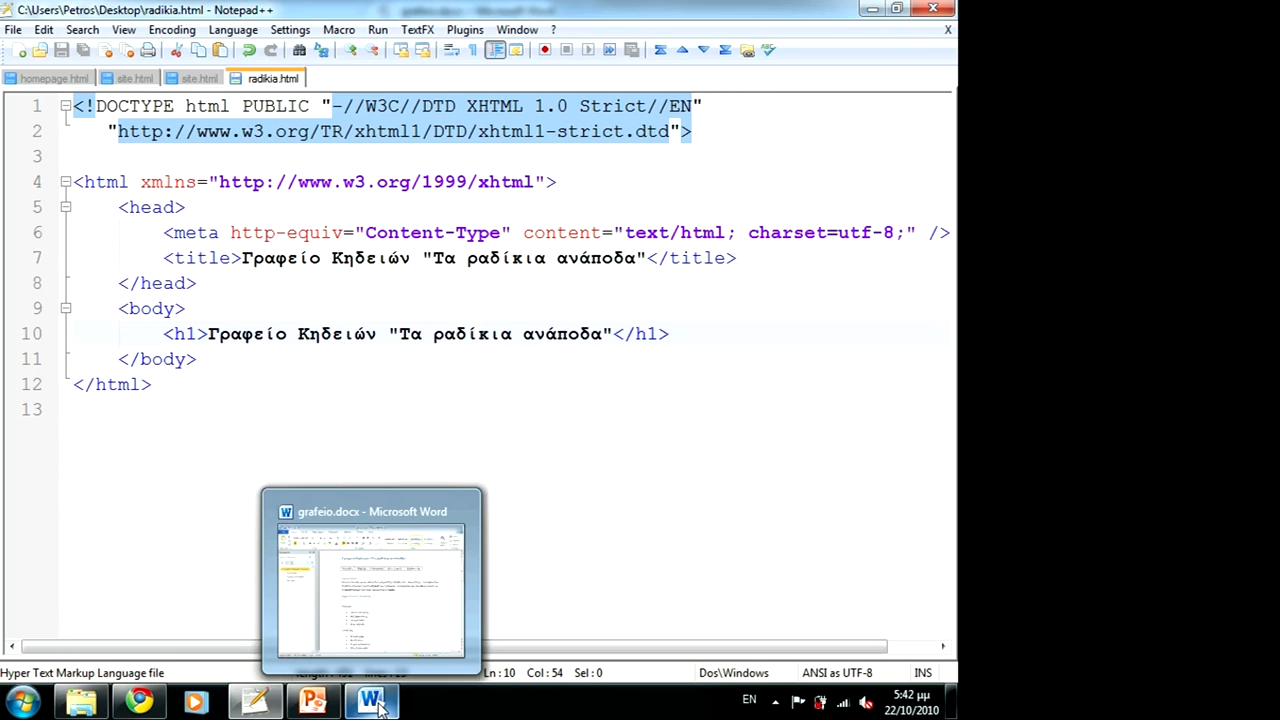 C:\Users\Petros\Desktop\radikia.html - Notepad++
File Edit Search View Encoding Language Settings Macro Run TextFX Plugins Window ? X
homepage.html site.html site.html radikia.html
1 <!DOCTYPE html PUBLIC "-//W3C//DTD XHTML 1.0 Strict//EN"
2 "http://www.w3.org/TR/xhtml1/DTD/xhtml1-strict.dtd">
3
4 <html xmlns="http://www.w3.org/1999/xhtml">
5 <head>
6 <meta http-equiv="Content-Type" content="text/html; charset=utf-8;" />
7 <title>Γραφείο Κηδειών "Τα ραδίκια ανάποδα"</title>
8 </head>
9 <body>
10 <h1>Γραφείο Κηδειών "Τα ραδίκια ανάποδα"</h1>
11 </body>
12 </html>
13
grafeio.docx - Microsoft Word
Hyper Text Markup Language file Ln : 10 Col : 54 Sel : 0 Dos\Windows ANSI as UTF-8 INS
EN 5:42 μμ
22/10/2010